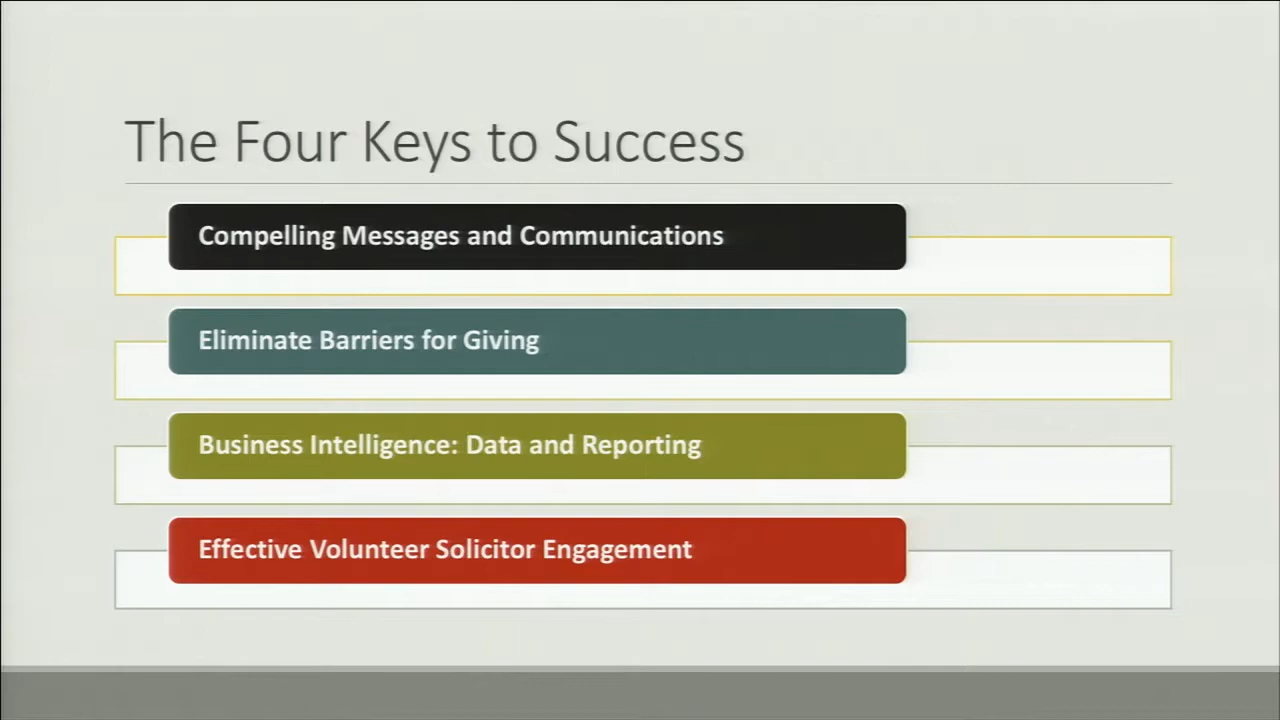 The Four Keys to Success
Compelling Messages and Communications
Eliminate Barriers for Giving
Business Intelligence: Data and Reporting
Effective Volunteer Solicitor Engagement